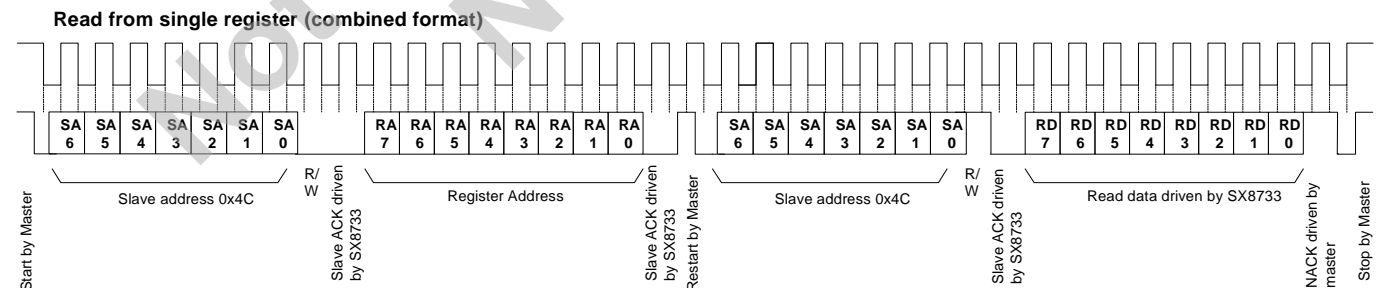 Read from single register (combined format)
Not
N
SA SA SA SA SA SA SA RA RA RA RA RA RA RA RA SA SA SA SA SA SA SA RD RD RD RD RD RD RD RD
6 5 4 3 2 1 0 7 6 5 4 3 2 1 0 6 5 4 3 2 1 0 7 6 5 4 3 2 1 0
Start by Master
Slave address 0x4C
R/
W
Slave ACK driven
by SX8733
Register Address
Slave ACK driven
by SX8733
Restart by Master
Slave address 0x4C
R/
W
Slave ACK driven
by SX8733
Read data driven by SX8733
NACK driven by
master
Stop by Master